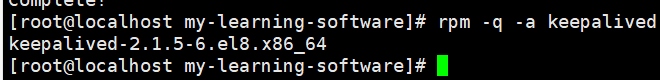 Complete!
[root@localhost my-learning-software]# rpm -q -a keepalived
keepalived-2.1.5-6.el8.x86_64
[root@localhost my-learning-software]#